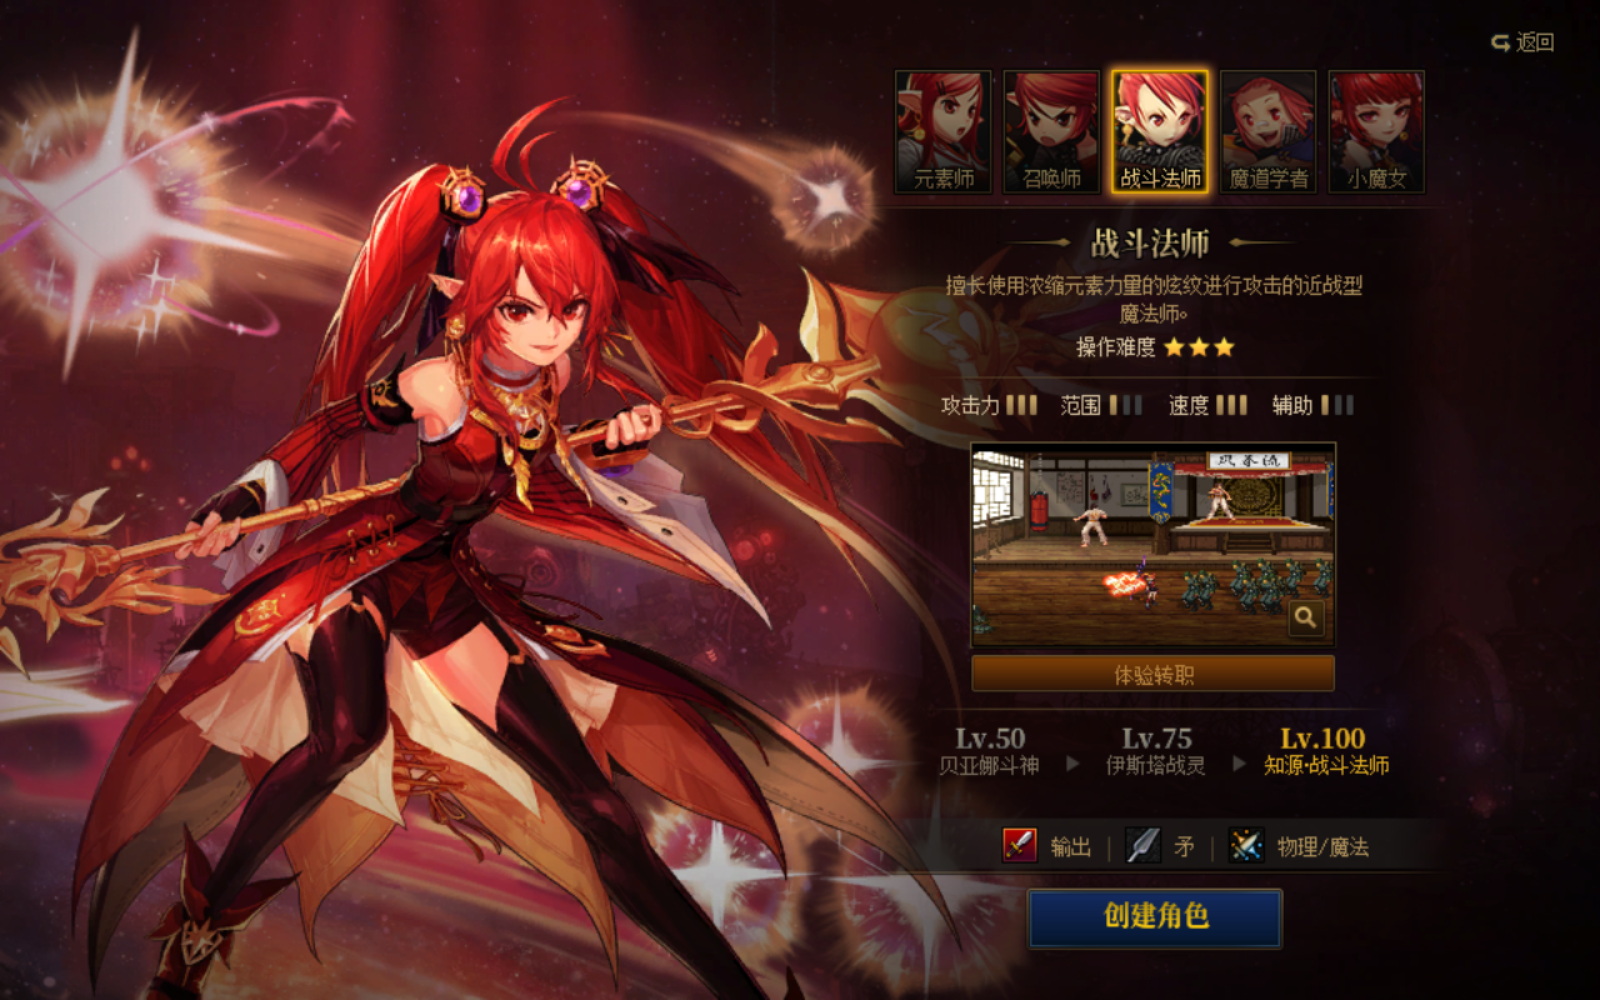 返回
元素师 召唤师 战斗法师 魔道学者 小魔女
战斗法师
擅长使用浓缩元素力量的炫纹进行攻击的近战型
魔法师。
操作难度
攻击力 范围 速度 辅助
体验转职
Lv.50 Lv.75 Lv.100
贝亚娜斗神 伊斯塔战灵 知源·战斗法师
输出 | 矛 | 物理/魔法
创建角色